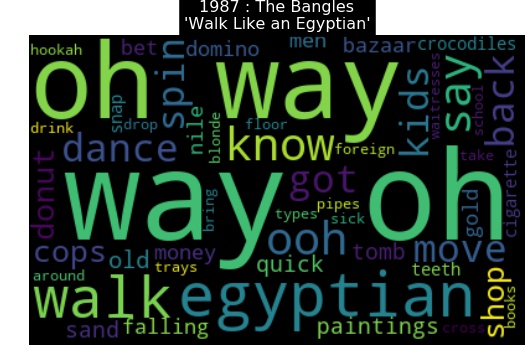 1987 : The Bangles
'Walk Like an Egyptian'
hookah
bet
domino
men
bazaar
crocodiles
oh
spin
way
kids
waitresses
say
school
back
snap
drink
drop
nile
blonde
floor
know
foreign
dance
take
donut
way
bring
got
oh
gold
cigarette
types
pipes
sick
ooh
cops
old
money
trays
quick
tomb
move
teeth
around
walk
egyptian
shop
books
sand
falling
paintings
cross